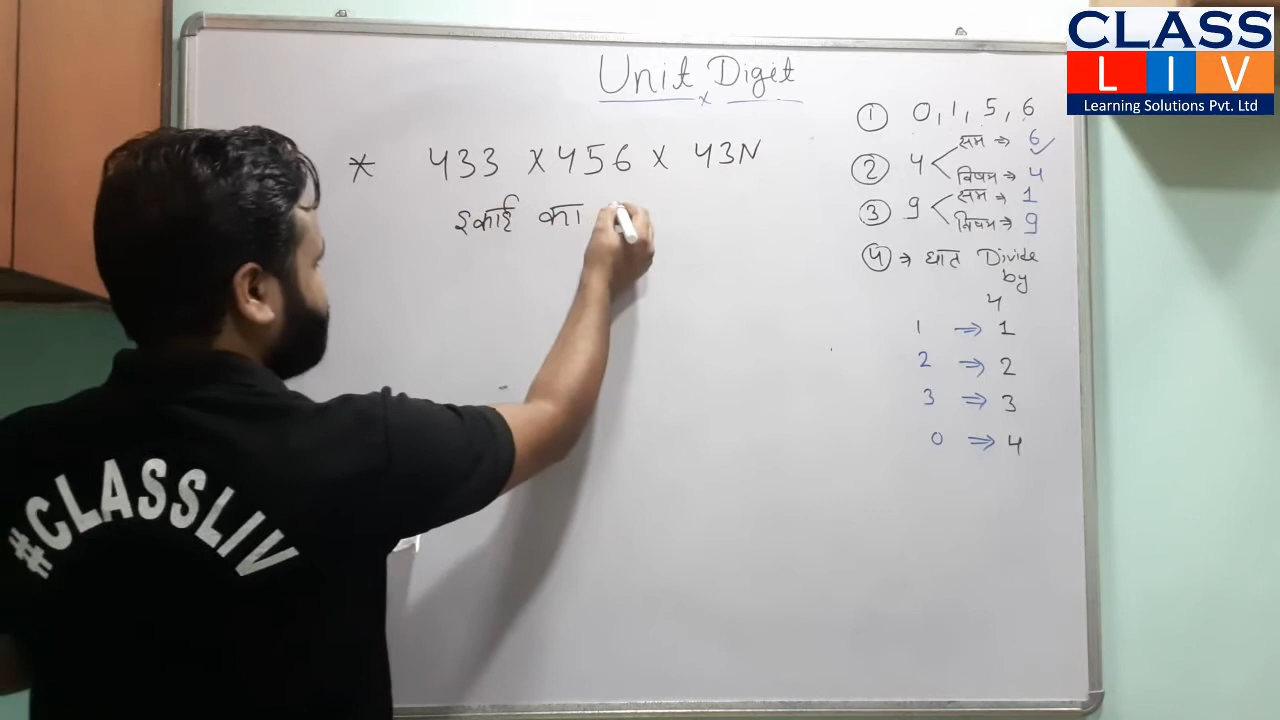 CLASS
LIV
Learning Solutions Pvt. Ltd
Unit Digit
x
* 433 x 456 x 43N
इकाई का
① 0, 1, 5, 6
② 4 सम ⇒ 6 ✓
विषम → 4
③ 9 सम → 1
विषम → 9
④ → घात Divide
by
4
1 ⇒ 1
2 ⇒ 2
3 ⇒ 3
0 ⇒ 4
#CLASSLIV